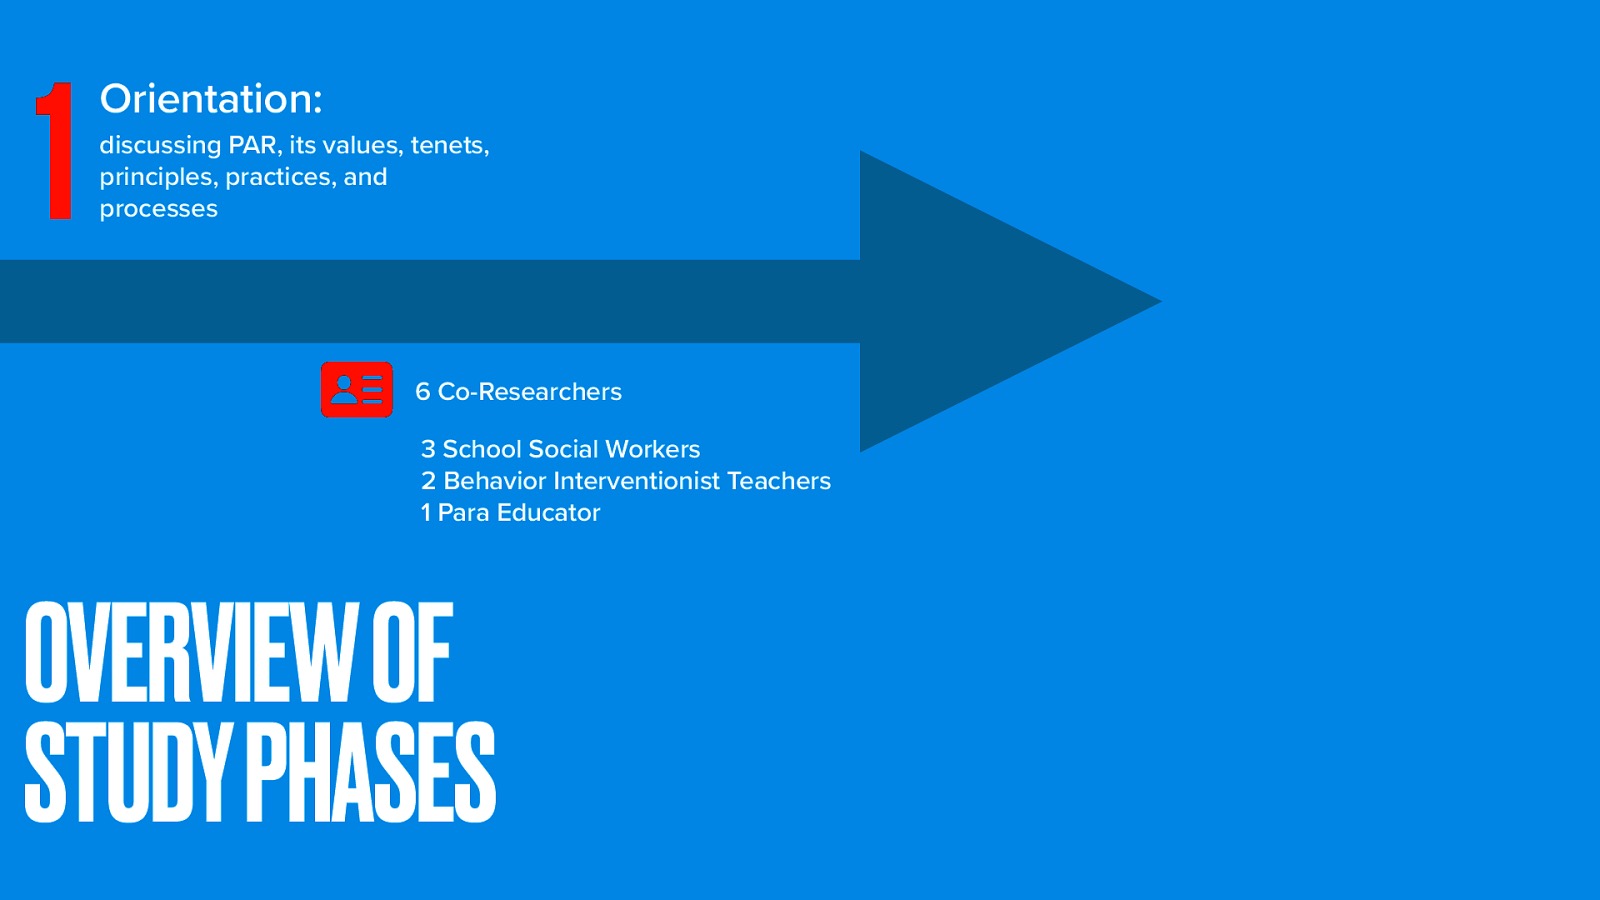 1
Orientation:
discussing PAR, its values, tenets,
principles, practices, and
processes
6 Co-Researchers
3 School Social Workers
2 Behavior Interventionist Teachers
1 Para Educator
OVERVIEW OF
STUDY PHASES